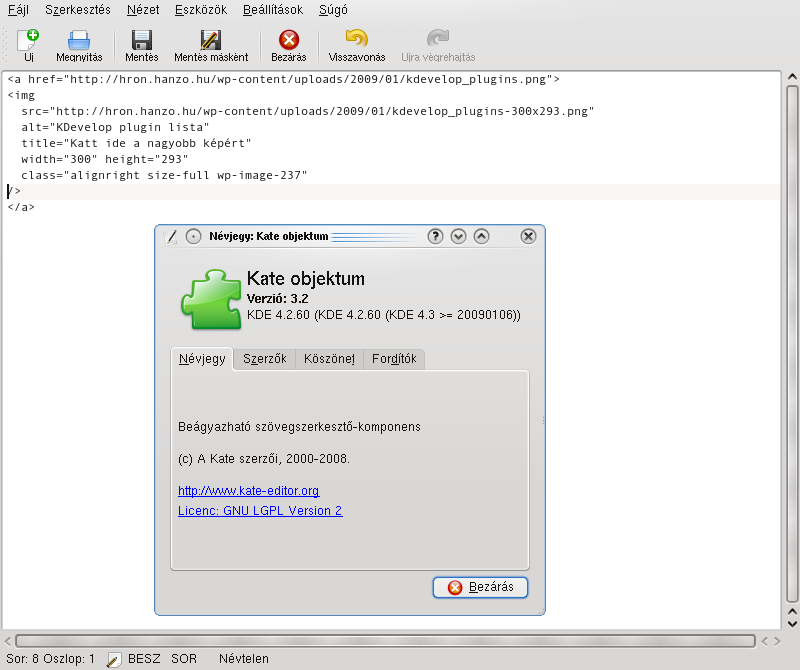 Fájl Szerkesztés Nézet Eszközök Beállítások Súgó
Új Megnyitás Mentés Mentés másként Bezárás Visszavonás Újra végrehajtás
<a href="http://hron.hanzo.hu/wp-content/uploads/2009/01/kdevelop_plugins.png">
<img
src="http://hron.hanzo.hu/wp-content/uploads/2009/01/kdevelop_plugins-300x293.png"
alt="KDevelop plugin lista"
title="Katt ide a nagyobb képért"
width="300" height="293"
class="alignright size-full wp-image-237"
/>
</a>
Névjegy: Kate objektum
Kate objektum
Verzió: 3.2
KDE 4.2.60 (KDE 4.2.60 (KDE 4.3 >= 20090106))
Névjegy Szerzők Köszönet Fordítók
Beágyazható szövegszerkesztő-komponens
(c) A Kate szerzői, 2000-2008.
http://www.kate-editor.org
Licenc: GNU LGPL Version 2
Bezárás
Sor: 8 Oszlop: 1 BESZ SOR Névtelen